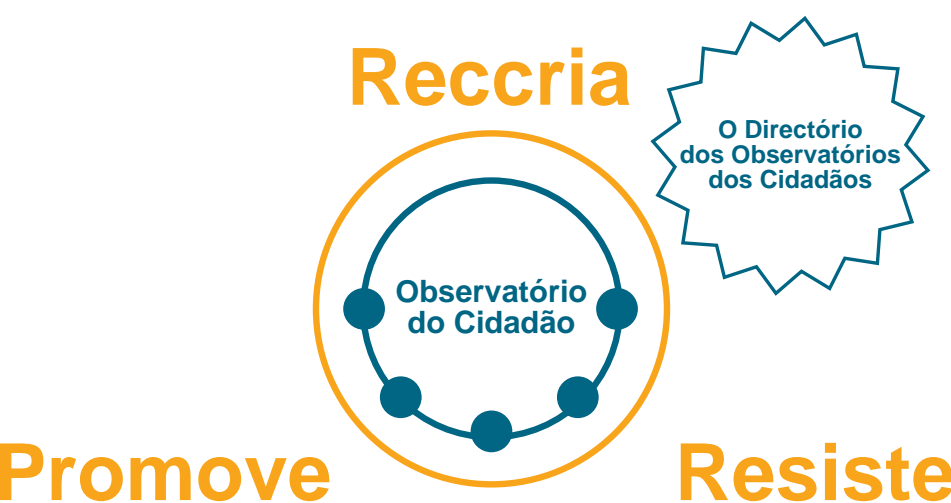 Reccria
O Directório
dos Observatórios
dos Cidadãos
Observatório
do Cidadão
Promove
Resiste